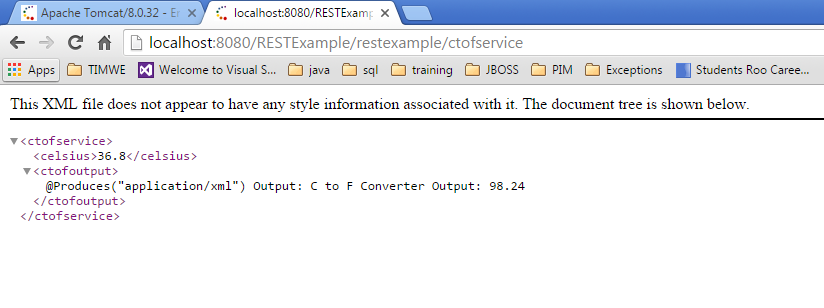 Apache Tomcat/8.0.32 - Er
localhost:8080/RESTExamp
localhost:8080/RESTExample/restexample/ctofservice
Apps TIMWE Welcome to Visual S... java sql training JBOSS PIM Exceptions Students Roo Caree...
This XML file does not appear to have any style information associated with it. The document tree is shown below.
<ctofservice>
<celsius>36.8</celsius>
<ctofoutput>
@Produces("application/xml") Output: C to F Converter Output: 98.24
</ctofoutput>
</ctofservice>